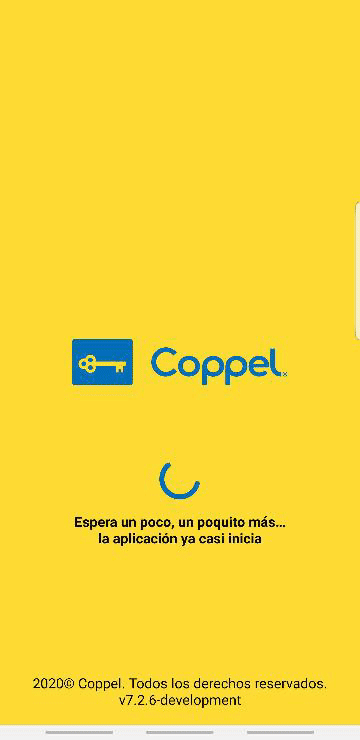 Coppel.
Espera un poco, un poquito más...
la aplicación ya casi inicia
2020© Coppel. Todos los derechos reservados.
v7.2.6-development